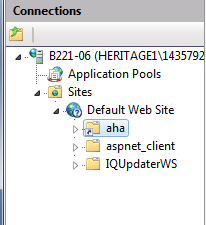 Connections
B221-06 (HERITAGE1\1435792
Application Pools
Sites
Default Web Site
aha
aspnet_client
IQUpdaterWS